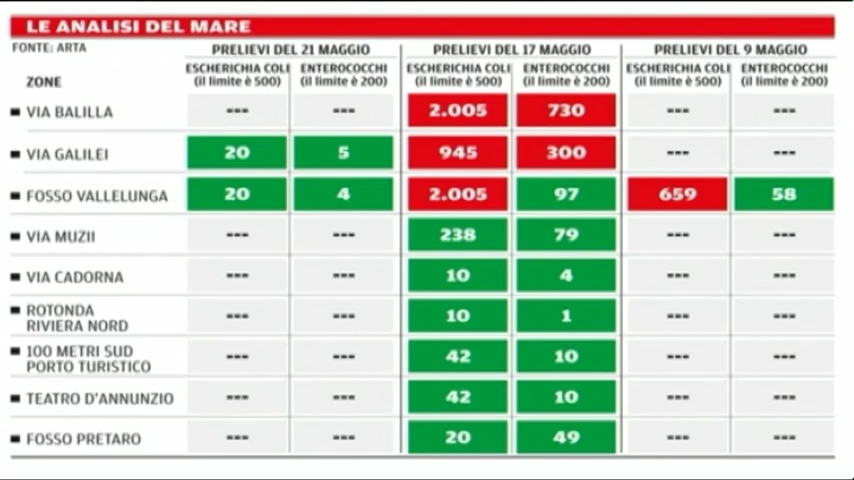 LE ANALISI DEL MARE
FONTE: ARTA PRELIEVI DEL 21 MAGGIO PRELIEVI DEL 17 MAGGIO PRELIEVI DEL 9 MAGGIO
ZONE ESCHERICHIA COLI ENTEROCOCCHI ESCHERICHIA COLI ENTEROCOCCHI ESCHERICHIA COLI ENTEROCOCCHI
(il limite è 500) (il limite è 200) (il limite è 500) (il limite è 200) (il limite è 500) (il limite è 200)
VIA BALILLA --- --- 2.005 730 --- ---
VIA GALILEI 20 5 945 300 --- ---
FOSSO VALLELUNGA 20 4 2.005 97 659 58
VIA MUZII --- --- 238 79 --- ---
VIA CADORNA --- --- 10 4 --- ---
ROTONDA
RIVIERA NORD --- --- 10 1 --- ---
100 METRI SUD
PORTO TURISTICO --- --- 42 10 --- ---
TEATRO D'ANNUNZIO --- --- 42 10 --- ---
FOSSO PRETARO --- --- 20 49 --- ---